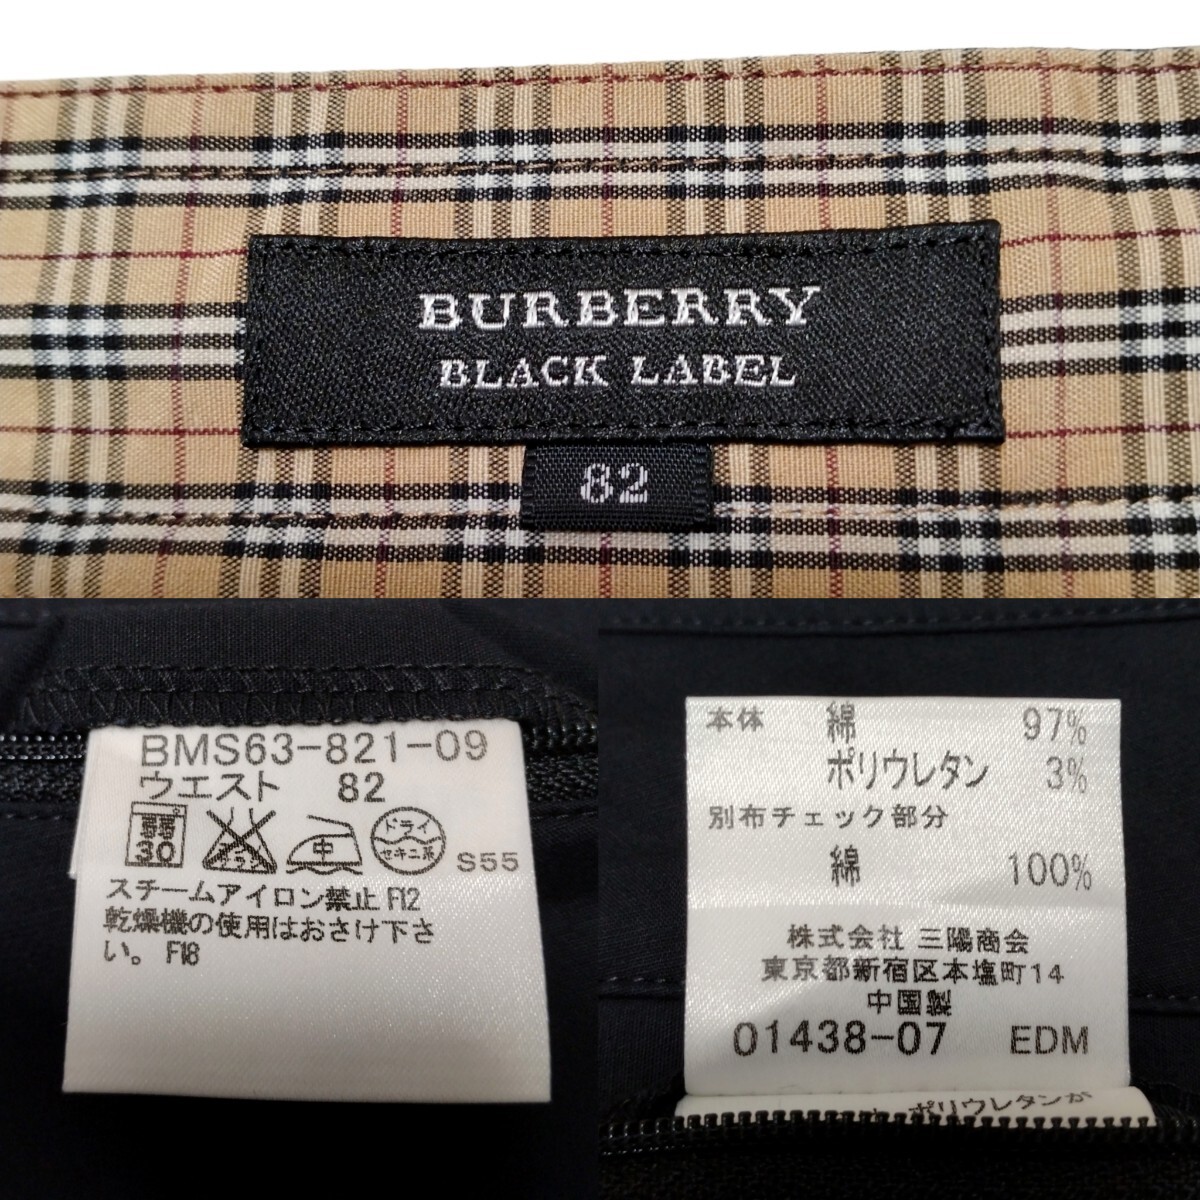 BURBERRY
BLACK LABEL
82
BMS63-821-09
ウエスト 82
弱 30 中 ドライ セキユ系 S55
スチームアイロン禁止 F12
乾燥機の使用はおさけ下さ
い。 F18
本体 綿 97%
ポリウレタン 3%
別布チェック部分
綿 100%
株式会社 三陽商会
東京都新宿区本塩町14
中国製
01438-07 EDM
ポリウレタンが